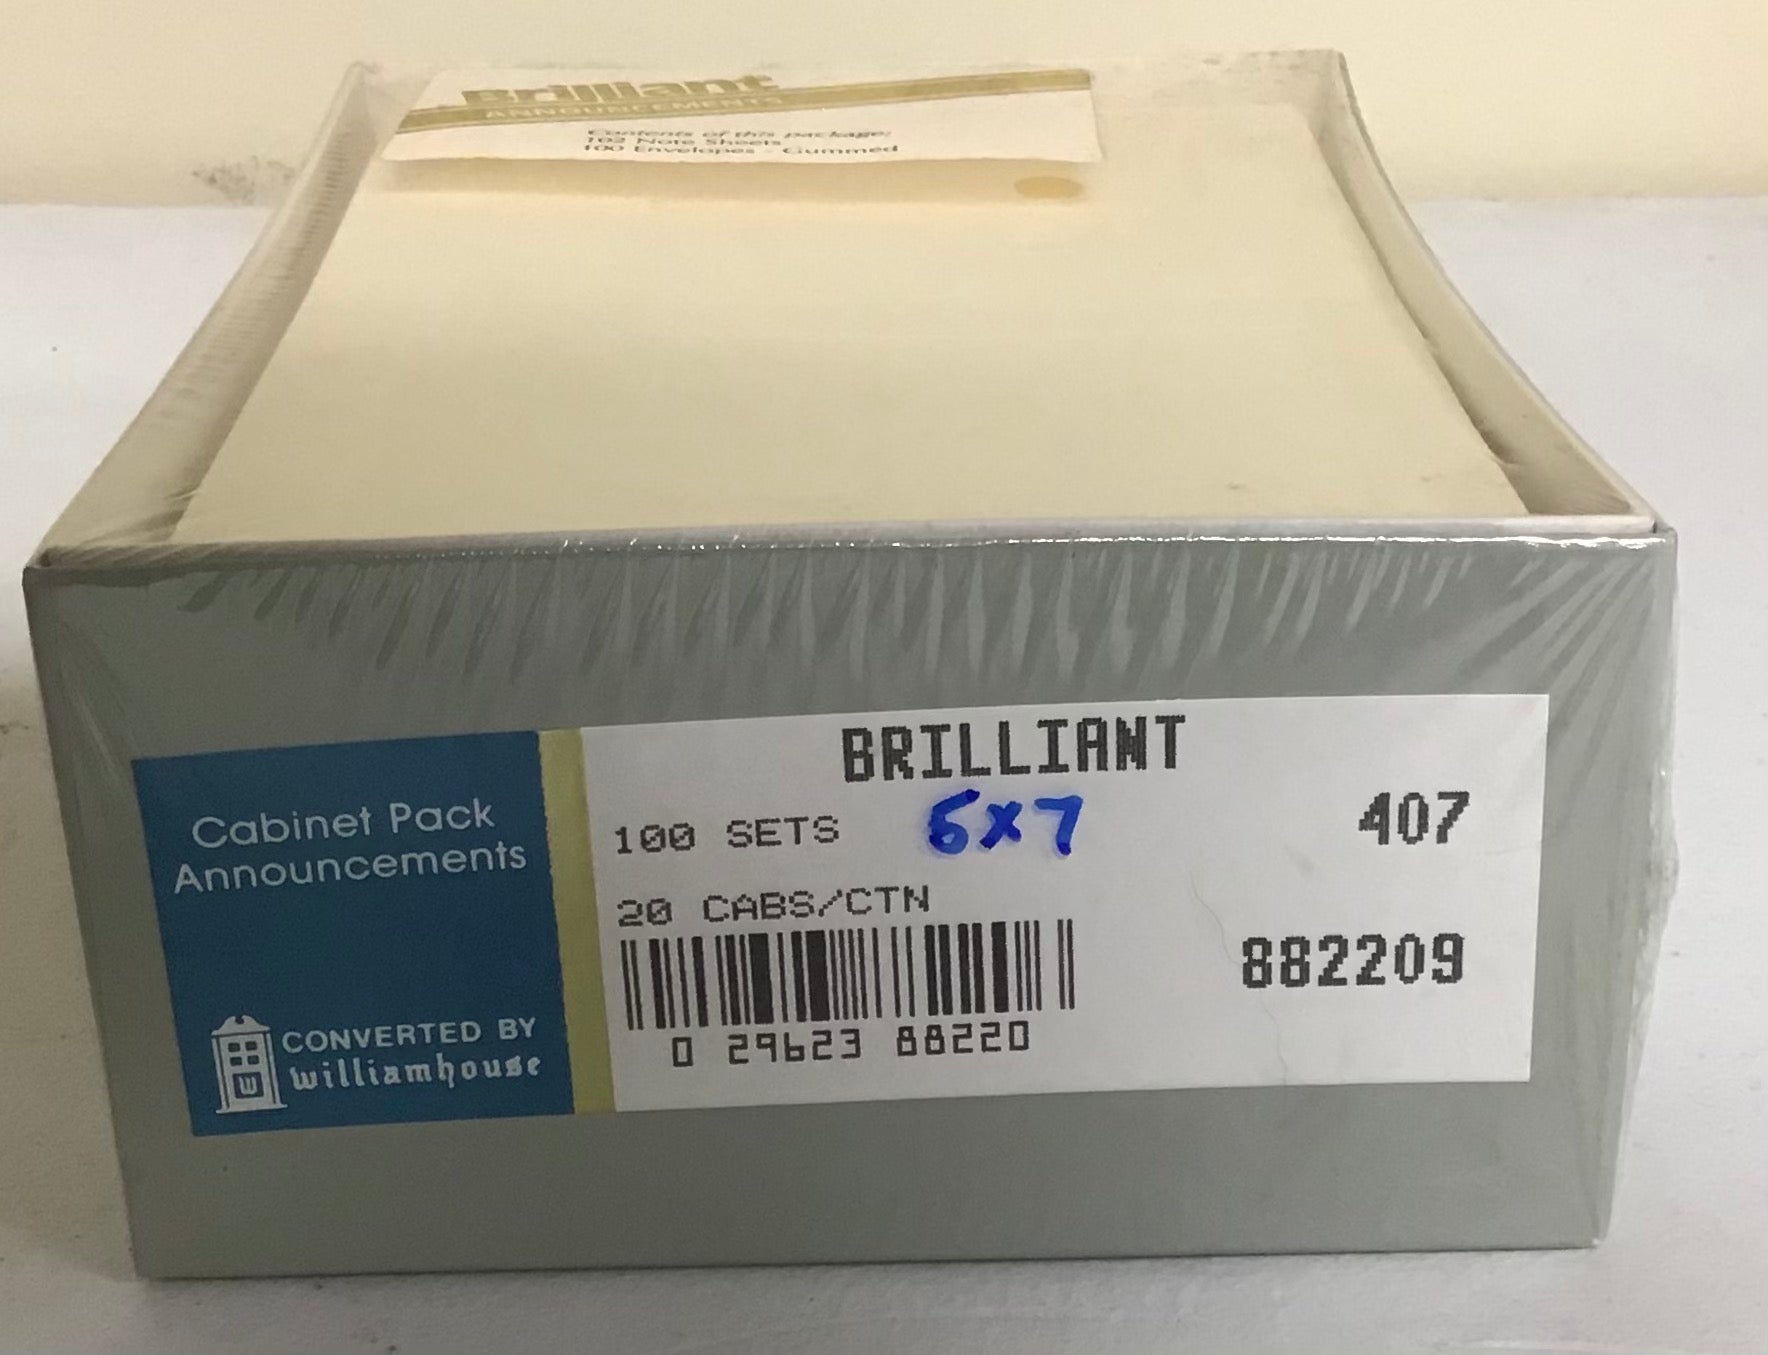 Brilliant
ANNOUNCEMENTS
Contents of this package:
102 Note Sheets
100 Envelopes - Gummed
BRILLIANT
Cabinet Pack
Announcements
100 SETS 5x7 407
20 CABS/CTN
882209
0 29623 88220
W
CONVERTED BY
williamhouse